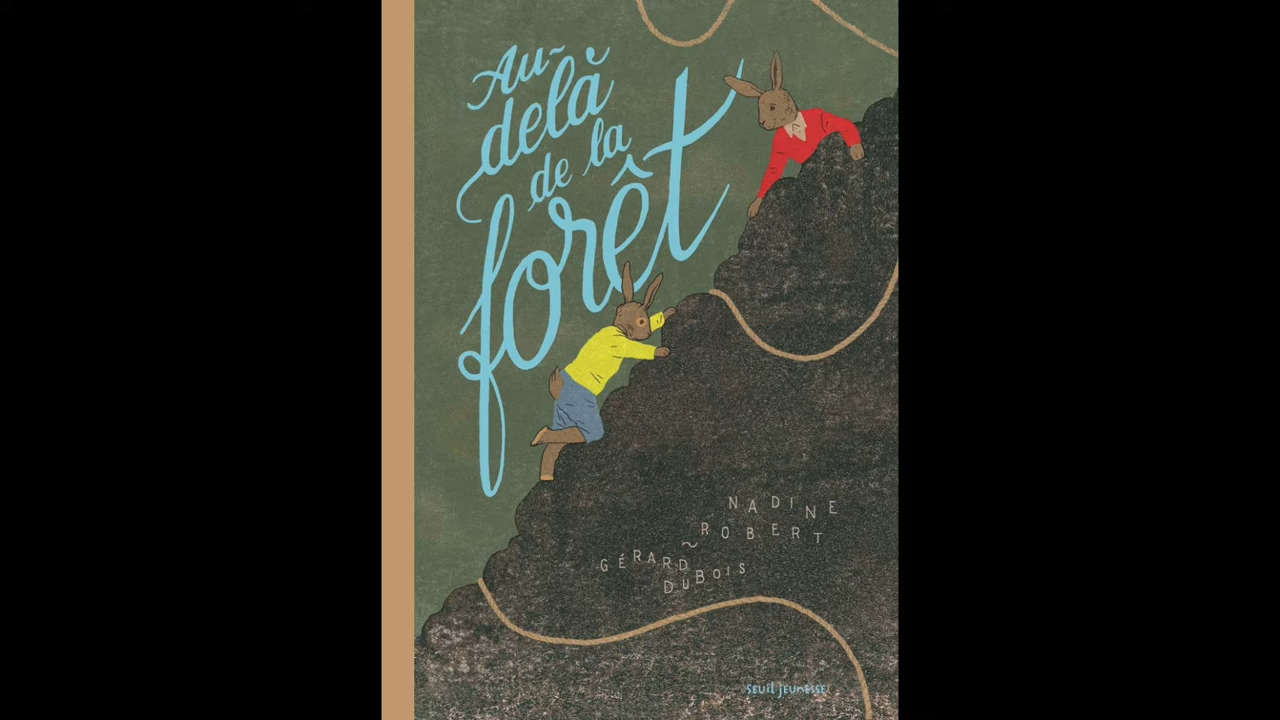 Au-
delà
de la
forêt
NADINE
ROBERT
~
GÉRARD
DUBOIS
SEUIL JEUNESSE